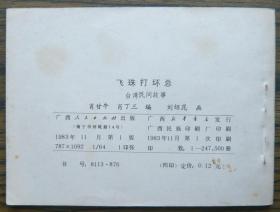 飞珠打坏蛋
台湾民间故事
肖甘牛 肖丁三 编 刘绍昆 画
广西人民出版社出版
(南宁市河堤路14号)
广西新华书店发行
广西民族印刷厂印刷
1983年11月 第1版 1983年11月 第1次印刷
787×1092 1/64 1印张 印数:1—247,500册
书号:8113·876 (四印)定价:0.12元